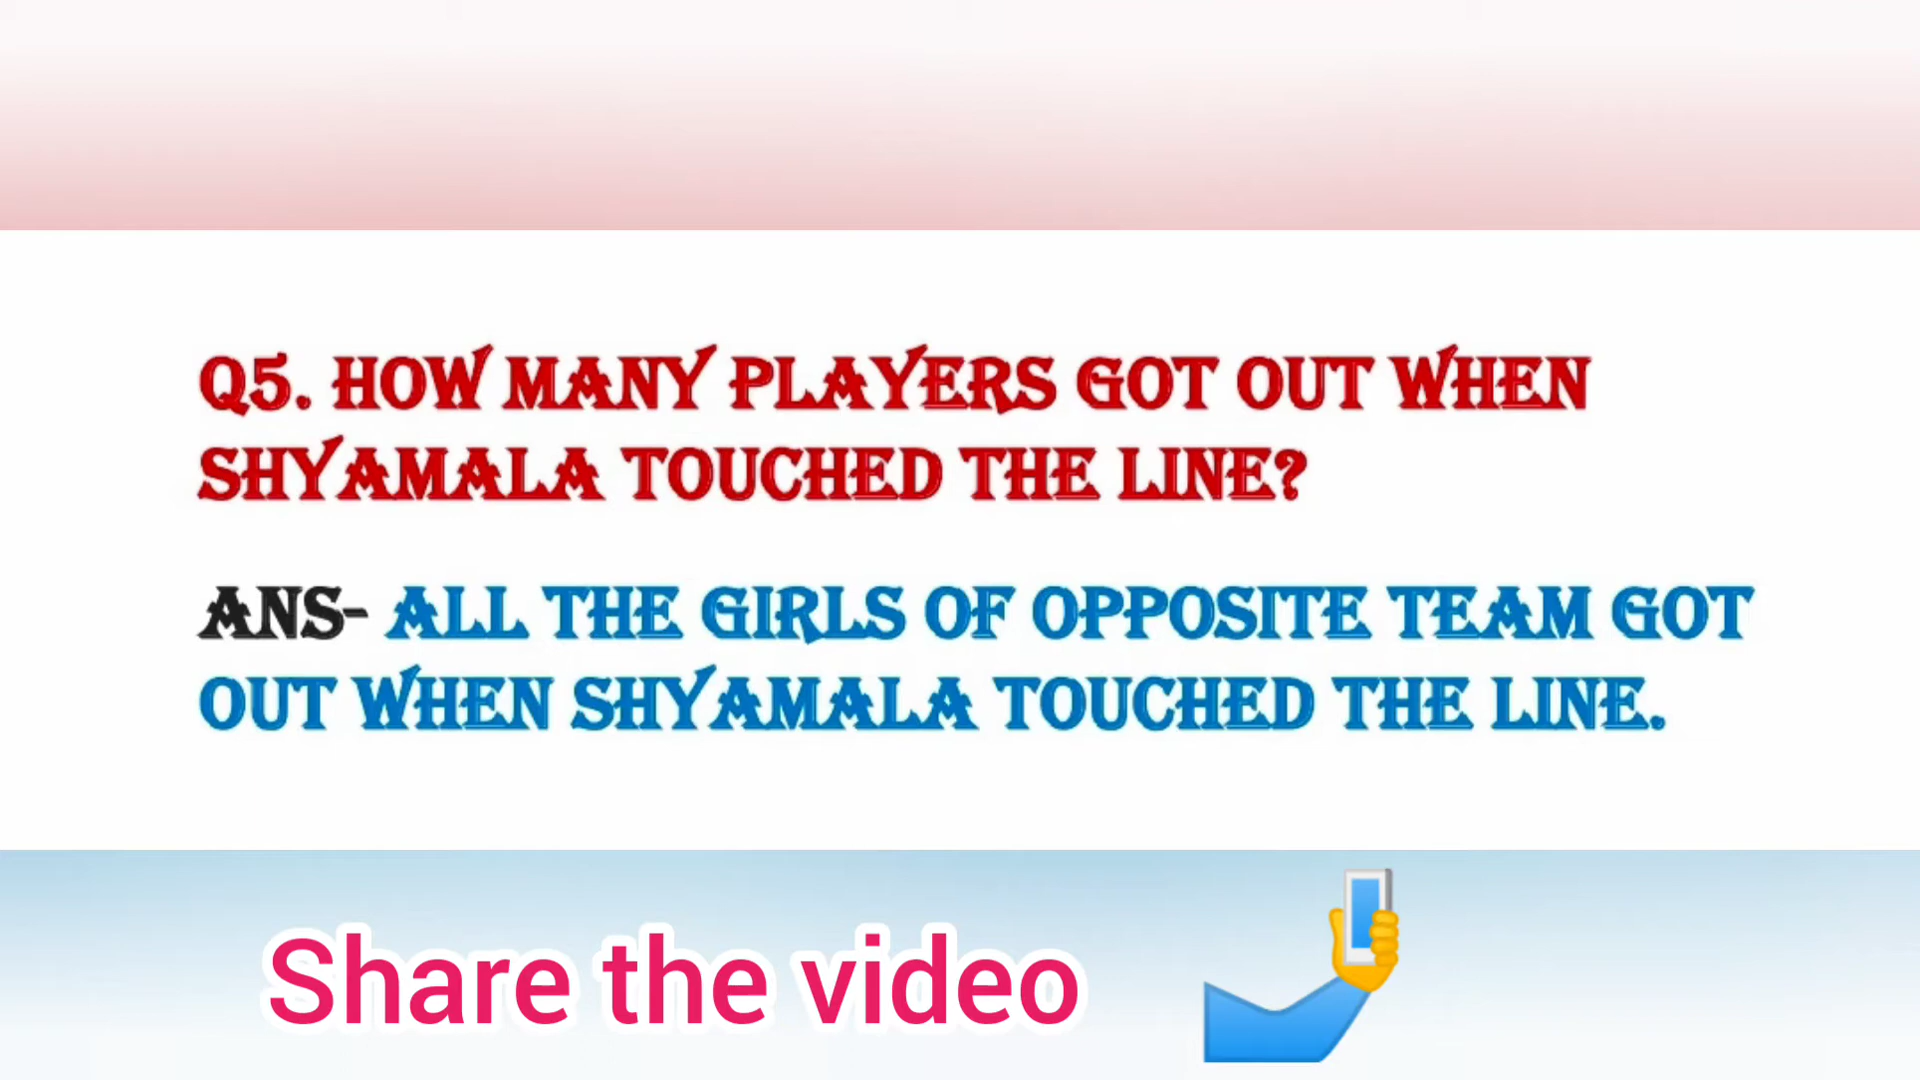 Q5. HOW MANY PLAYERS GOT OUT WHEN
SHYAMALA TOUCHED THE LINE?
ANS- ALL THE GIRLS OF OPPOSITE TEAM GOT
OUT WHEN SHYAMALA TOUCHED THE LINE.
Share the video